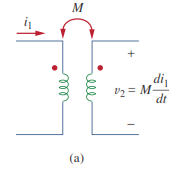 M
i₁
+
v₂ = M di₁/dt
–
(a)